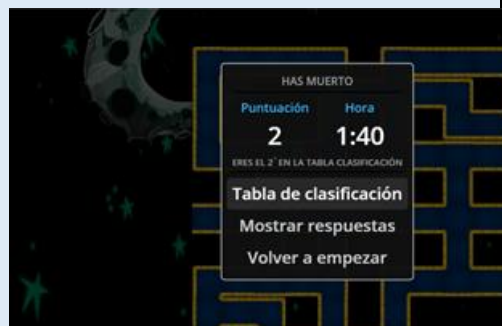 HAS MUERTO
Puntuación Hora
2 1:40
ERES EL 2˚ EN LA TABLA CLASIFICACIÓN
Tabla de clasificación
Mostrar respuestas
Volver a empezar